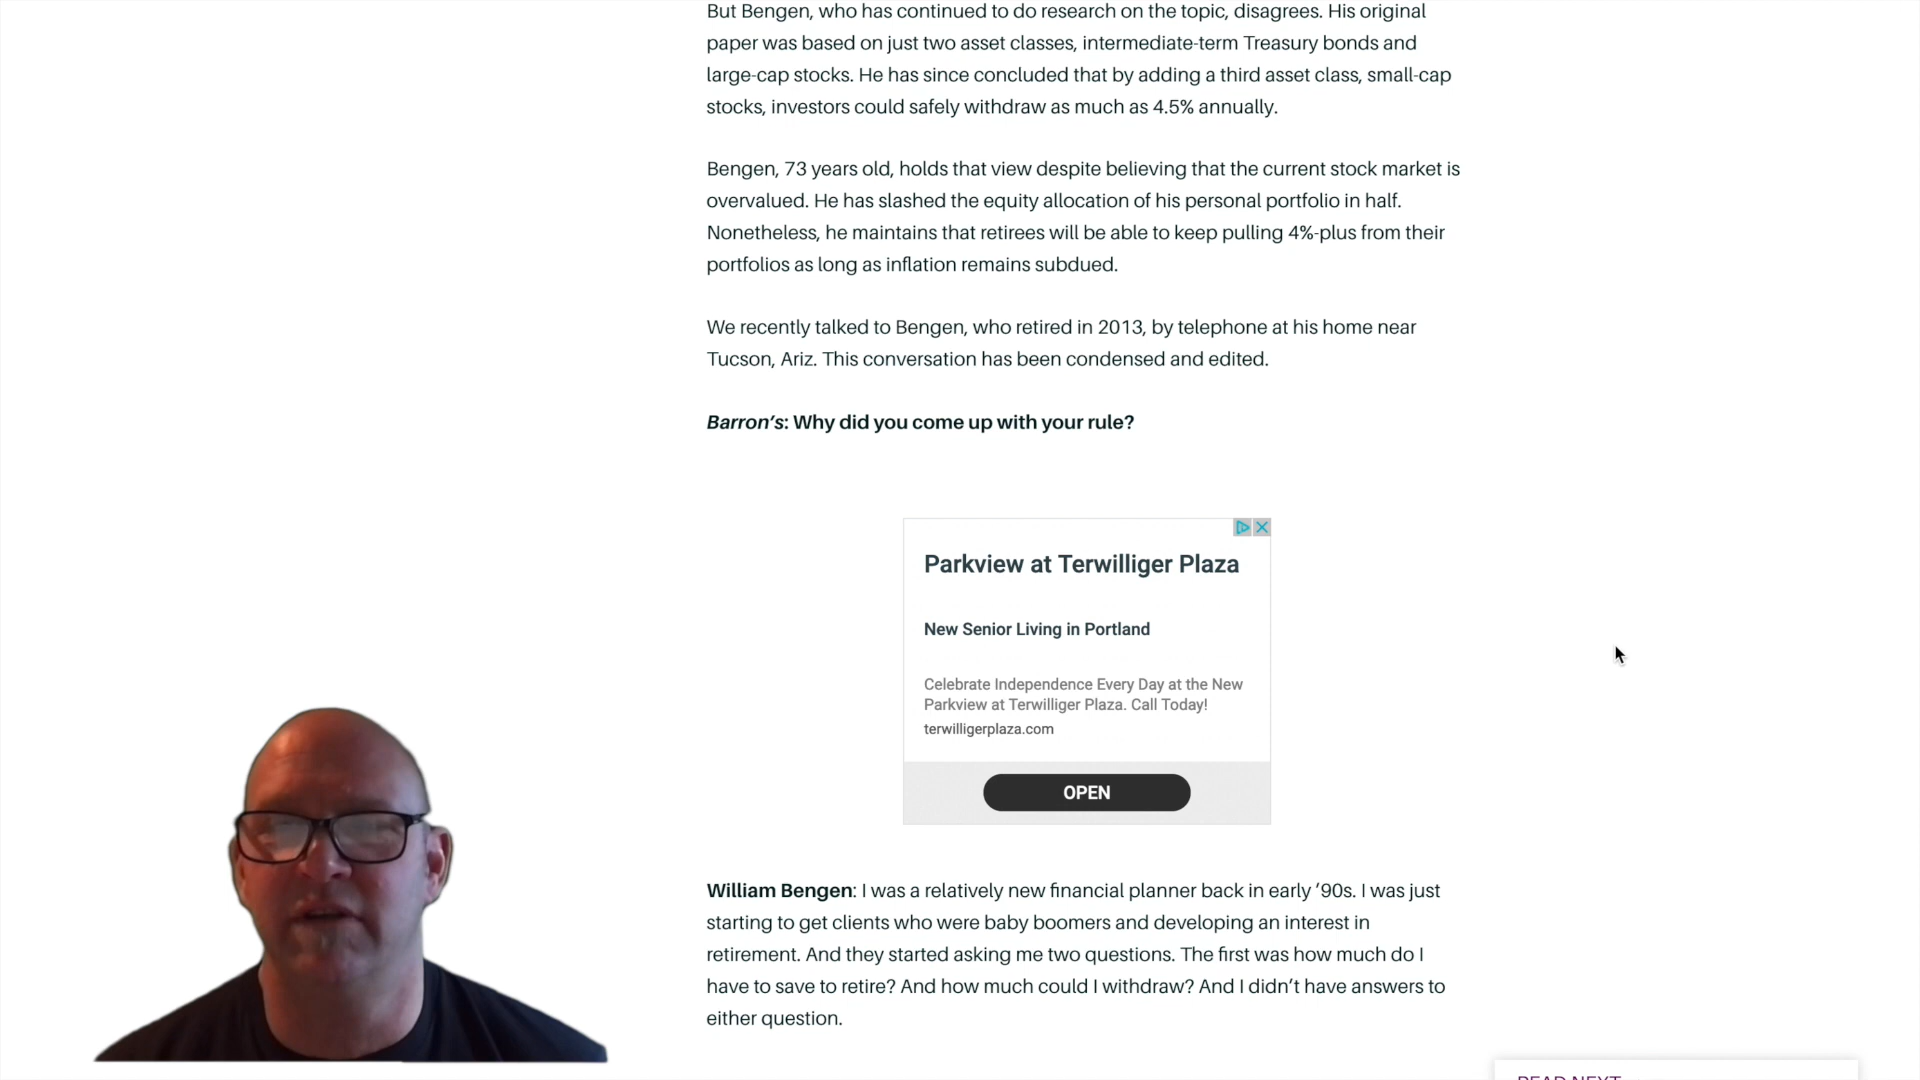 But Bengen, who has continued to do research on the topic, disagrees. His original
paper was based on just two asset classes, intermediate-term Treasury bonds and
large-cap stocks. He has since concluded that by adding a third asset class, small-cap
stocks, investors could safely withdraw as much as 4.5% annually.
Bengen, 73 years old, holds that view despite believing that the current stock market is
overvalued. He has slashed the equity allocation of his personal portfolio in half.
Nonetheless, he maintains that retirees will be able to keep pulling 4%-plus from their
portfolios as long as inflation remains subdued.
We recently talked to Bengen, who retired in 2013, by telephone at his home near
Tucson, Ariz. This conversation has been condensed and edited.
Barron’s: Why did you come up with your rule?
Parkview at Terwilliger Plaza
New Senior Living in Portland
Celebrate Independence Every Day at the New
Parkview at Terwilliger Plaza. Call Today!
terwilligerplaza.com
OPEN
William Bengen: I was a relatively new financial planner back in early ’90s. I was just
starting to get clients who were baby boomers and developing an interest in
retirement. And they started asking me two questions. The first was how much do I
have to save to retire? And how much could I withdraw? And I didn’t have answers to
either question.
READ NEXT